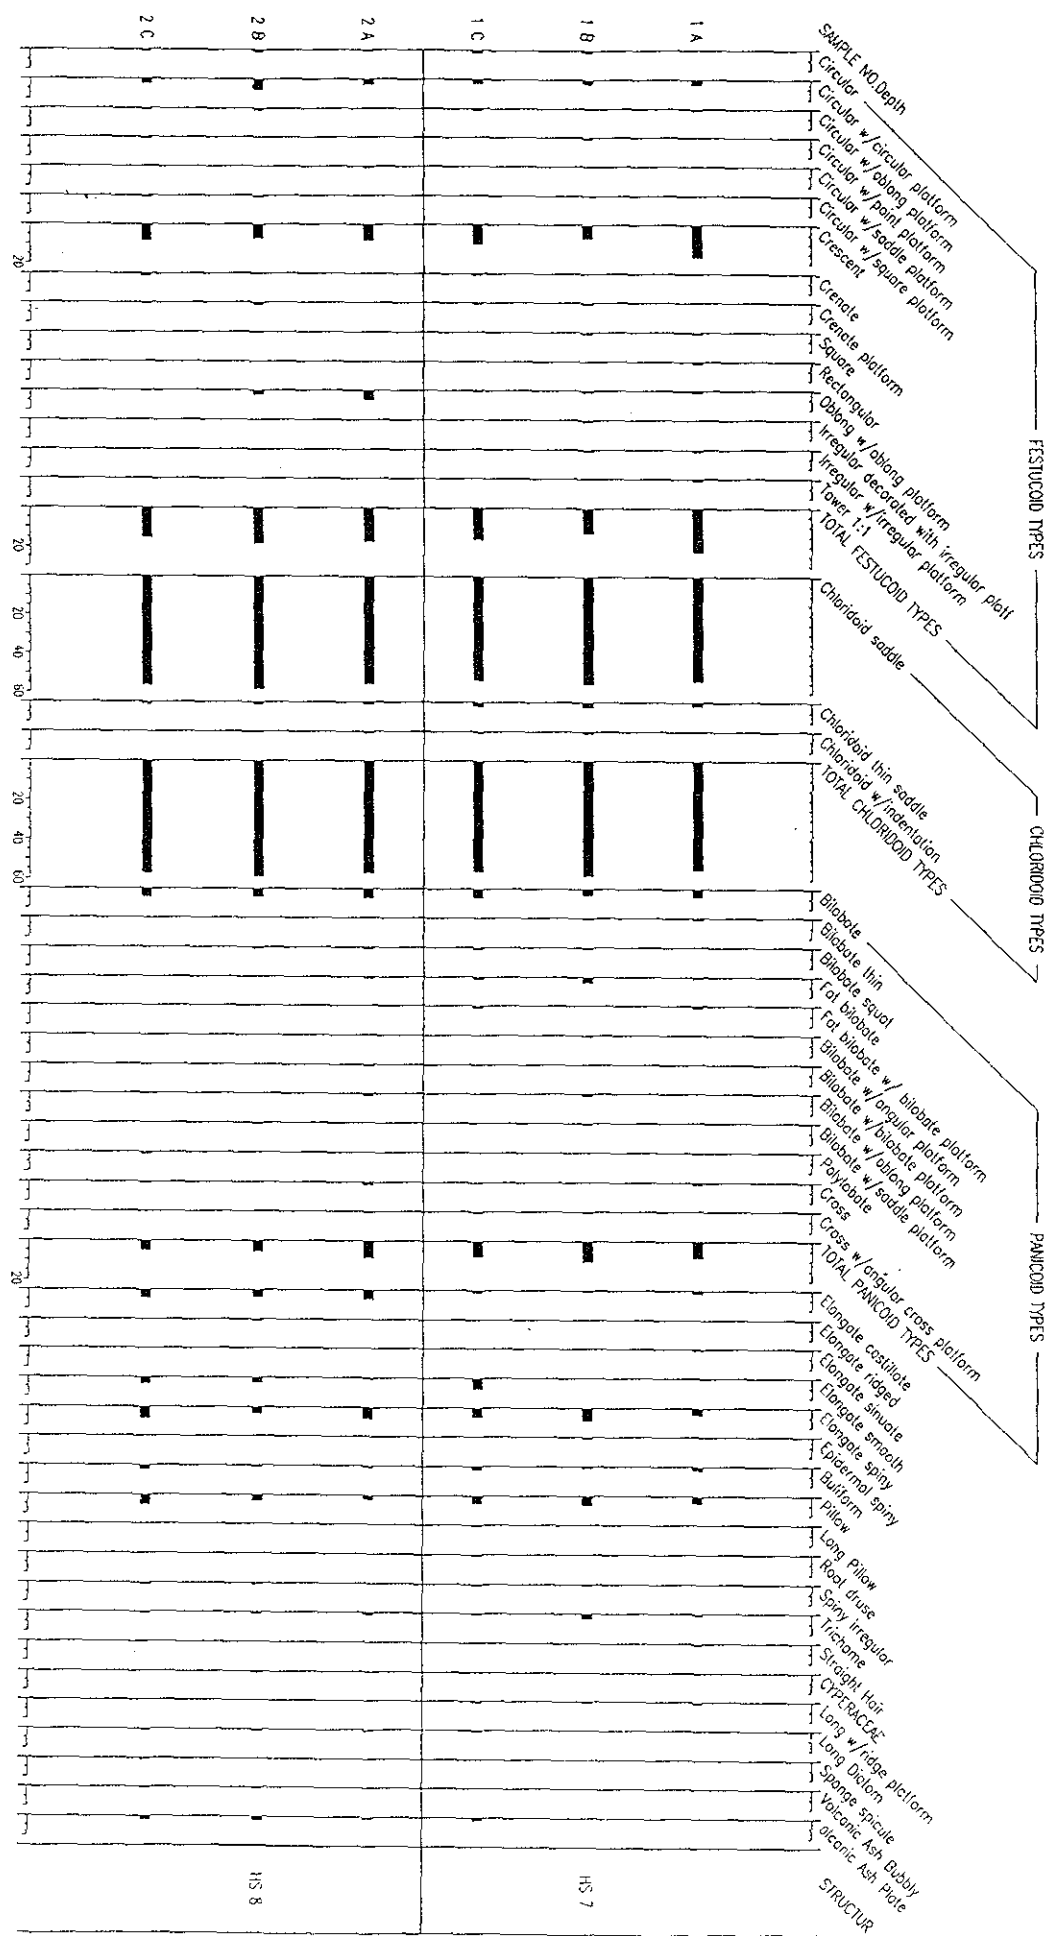 FESTUCOID TYPES
CHLORIDOID TYPES
PANICOID TYPES
SAMPLE NO.Depth
Circular
Circular w/circular platform
Circular w/oblong platform
Circular w/point platform
Circular w/saddle platform
Circular w/square platform
Crescent
Crenate
Crenate platform
Square
Rectangular
Oblong w/oblong platform
Irregular decorated with irregular platf
Irregular w/irregular platform
Tower 1:1
TOTAL FESTUCOID TYPES
Chloridoid saddle
Chloridoid thin saddle
Chloridoid w/indentation
TOTAL CHLORIDOID TYPES
Bilobate
Bilobate thin
Bilobate squat
Fat bilobate
Fat bilobate w/ bilobate platform
Bilobate w/angular platform
Bilobate w/bilobate platform
Bilobate w/oblong platform
Bilobate w/saddle platform
Polylobate
Cross
Cross w/angular cross platform
TOTAL PANICOID TYPES
Elongate castillate
Elongate ridged
Elongate sinuate
Elongate smooth
Elongate spiny
Epidermal spiny
Buliform
Pillow
Long Pillow
Root druse
Spiny irregular
Trichome
Straight Hair
CYPERACEAE
Long w/ridge platform
Long Diatom
Sponge spicule
Volcanic Ash Bubbly
olcanic Ash Plate
STRUCTUR
1 A
1 B
HS 7
1 C
2 A
2 B
HS 8
2 C
20
20
20
40
60
20
40
60
20